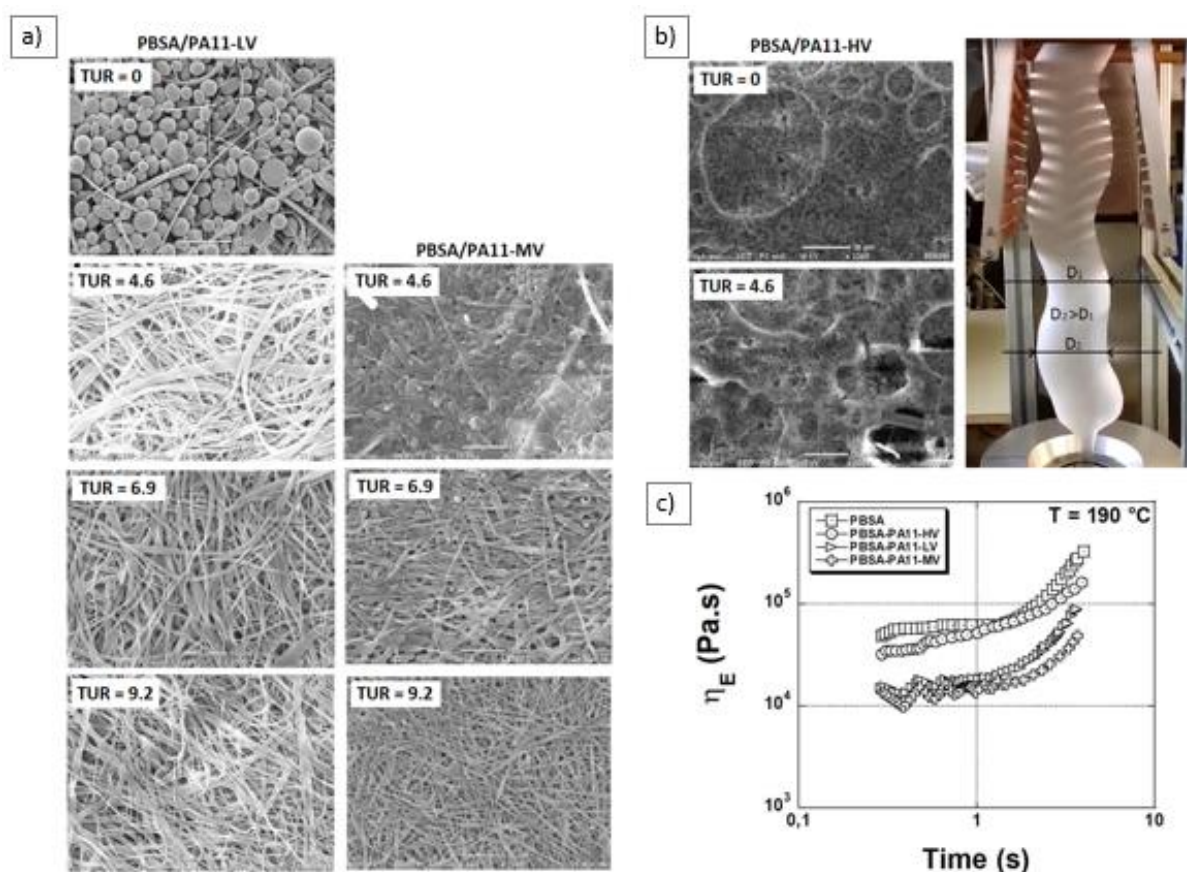 a)
PBSA/PA11-LV
TUR = 0
TUR = 4.6
TUR = 6.9
TUR = 9.2
PBSA/PA11-MV
TUR = 4.6
TUR = 6.9
TUR = 9.2
b)
PBSA/PA11-HV
TUR = 0
TUR = 4.6
D₁
D₂>D₁
D₂
c)
T = 190 °C
PBSA
PBSA-PA11-HV
PBSA-PA11-LV
PBSA-PA11-MV
ηE (Pa.s)
10⁶
10⁵
10⁴
10³
0,1 1 10
Time (s)